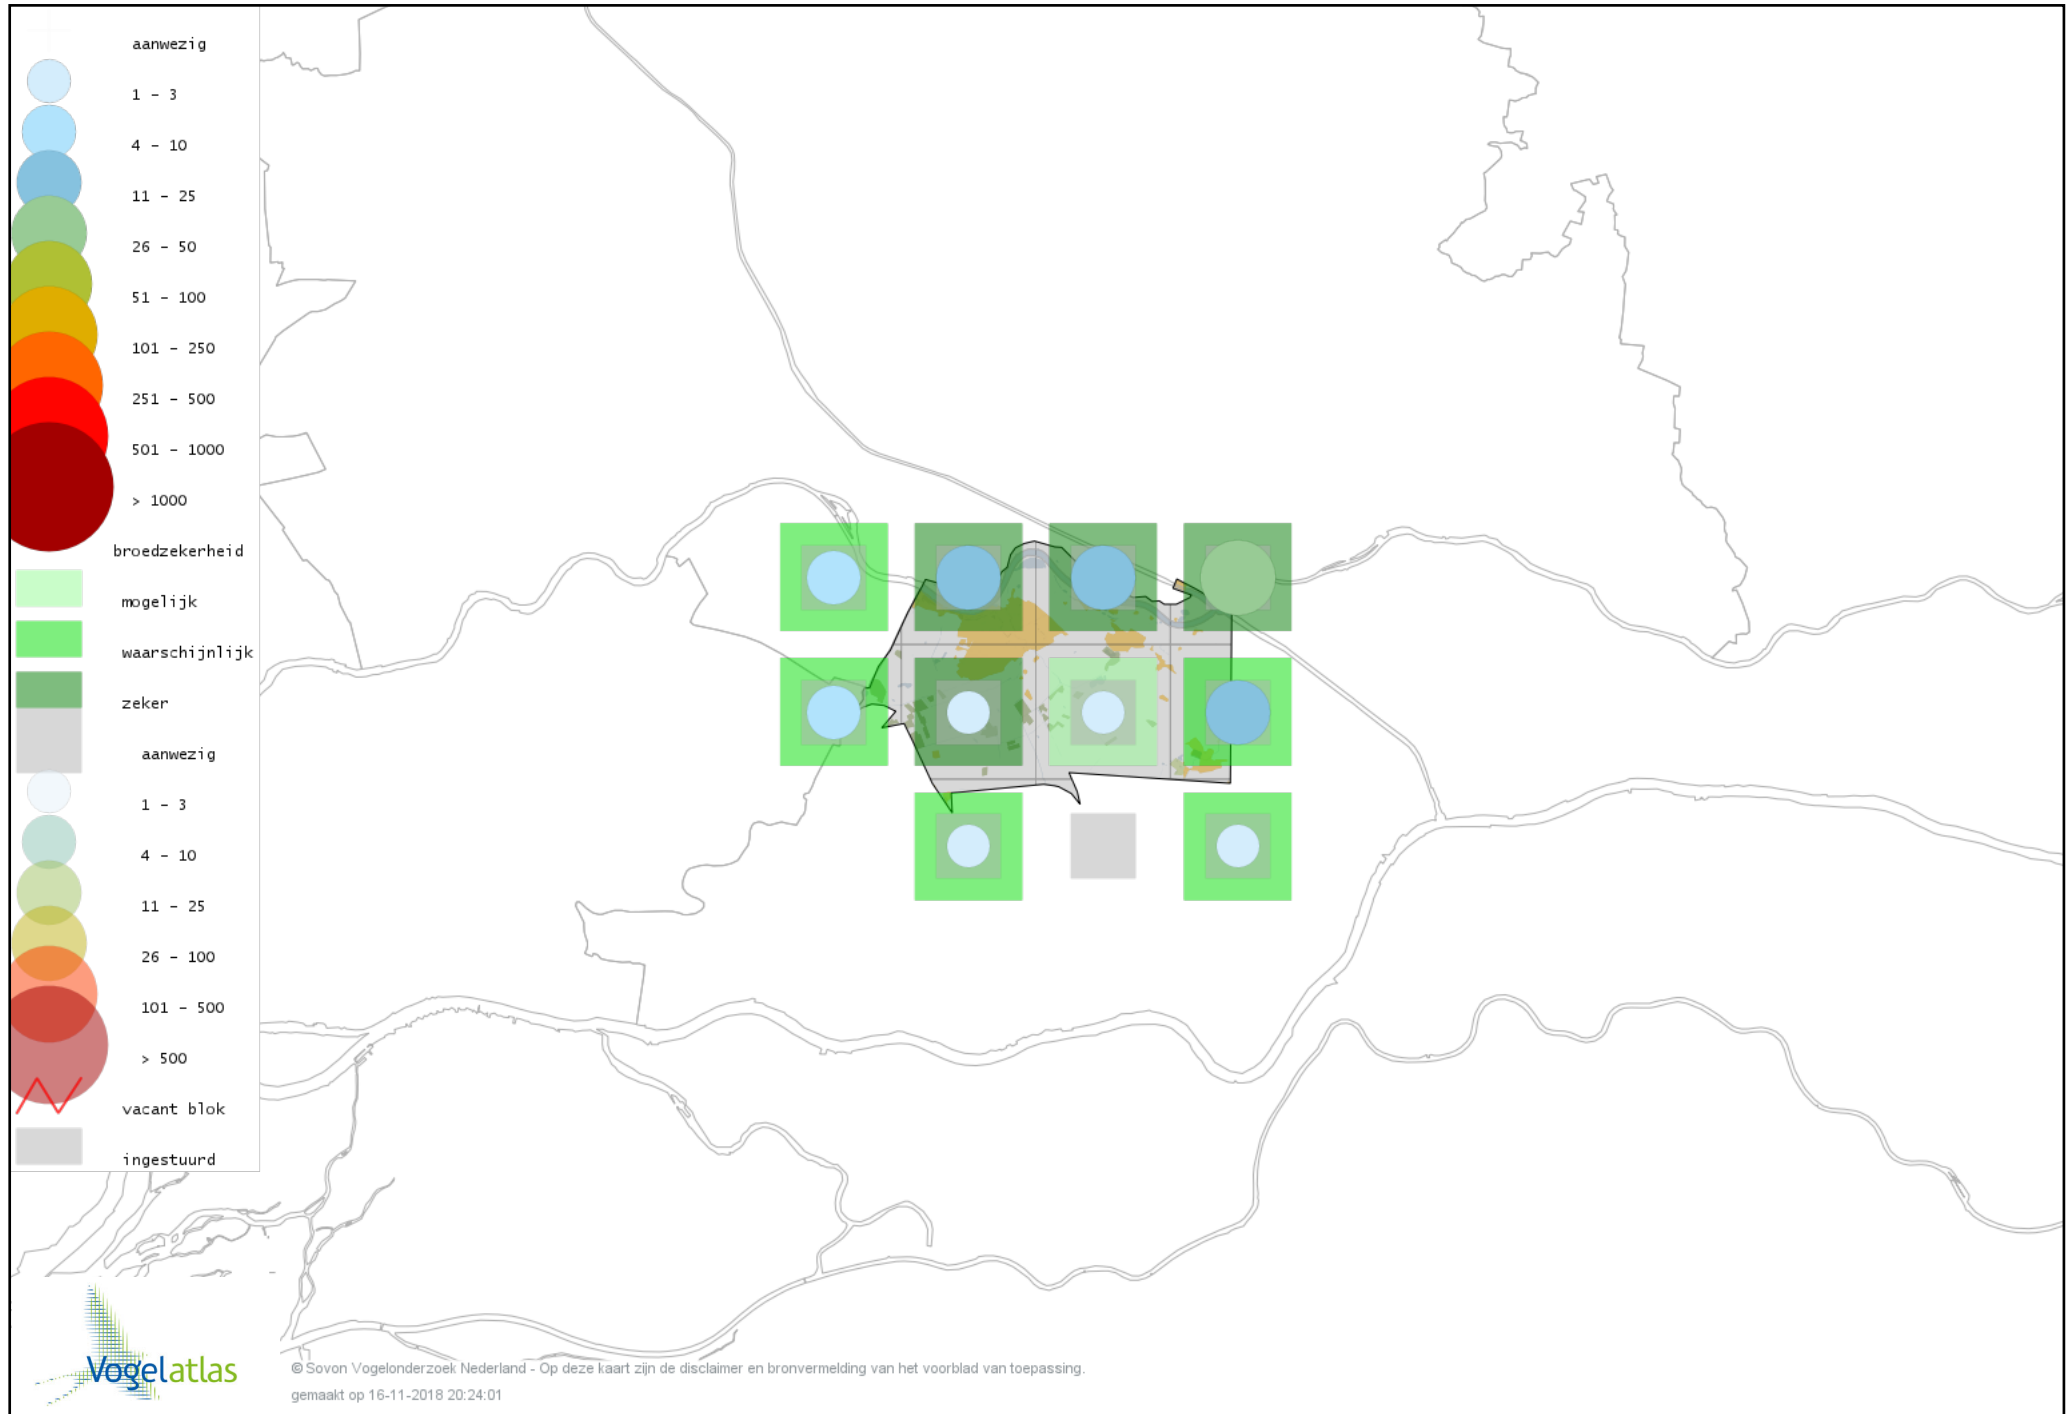 aanwezig
1 - 3
4 - 10
11 - 25
26 - 50
51 - 100
101 - 250
251 - 500
501 - 1000
> 1000
broedzekerheid
mogelijk
waarschijnlijk
zeker
aanwezig
1 - 3
4 - 10
11 - 25
26 - 100
101 - 500
> 500
vacant blok
ingestuurd
Vogelatlas
© Sovon Vogelonderzoek Nederland - Op deze kaart zijn de disclaimer en bronvermelding van het voorblad van toepassing.
gemaakt op 16-11-2018 20:24:01